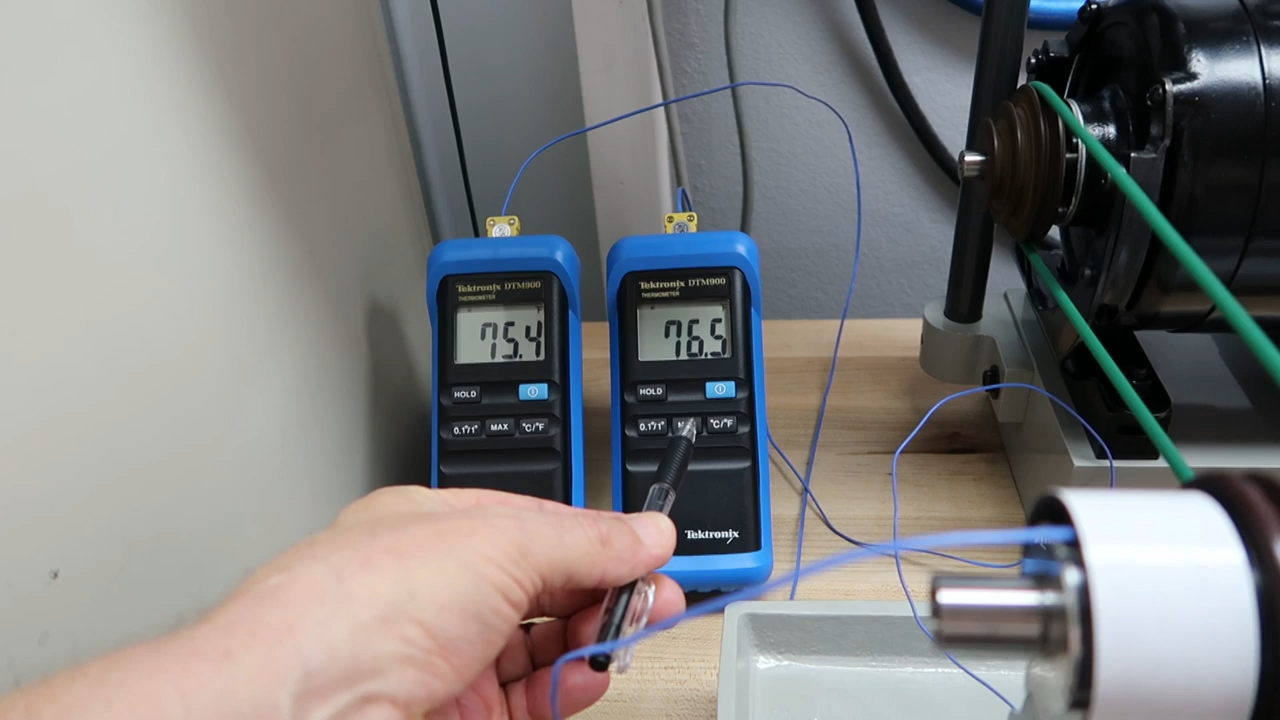 Tektronix DTM900
THERMOMETER
75.4
HOLD
0.1°/1° MAX °C/°F
Tektronix DTM900
THERMOMETER
76.5
HOLD
0.1°/1° °C/°F
Tektronix